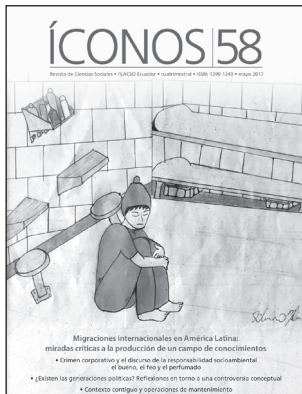 ÍCONOS 58
Revista de Ciencias Sociales • FLACSO Ecuador • cuatrimestral • ISSN: 1390-1249 • mayo 2017
Migraciones internacionales en América Latina:
miradas críticas a la producción de un campo de conocimientos
• Crimen corporativo y el discurso de la responsabilidad socioambiental
el bueno, el feo y el perfumado
• ¿Existen las generaciones políticas? Reflexiones en torno a una controversia conceptual
• Contexto contiguo y operaciones de mantenimiento